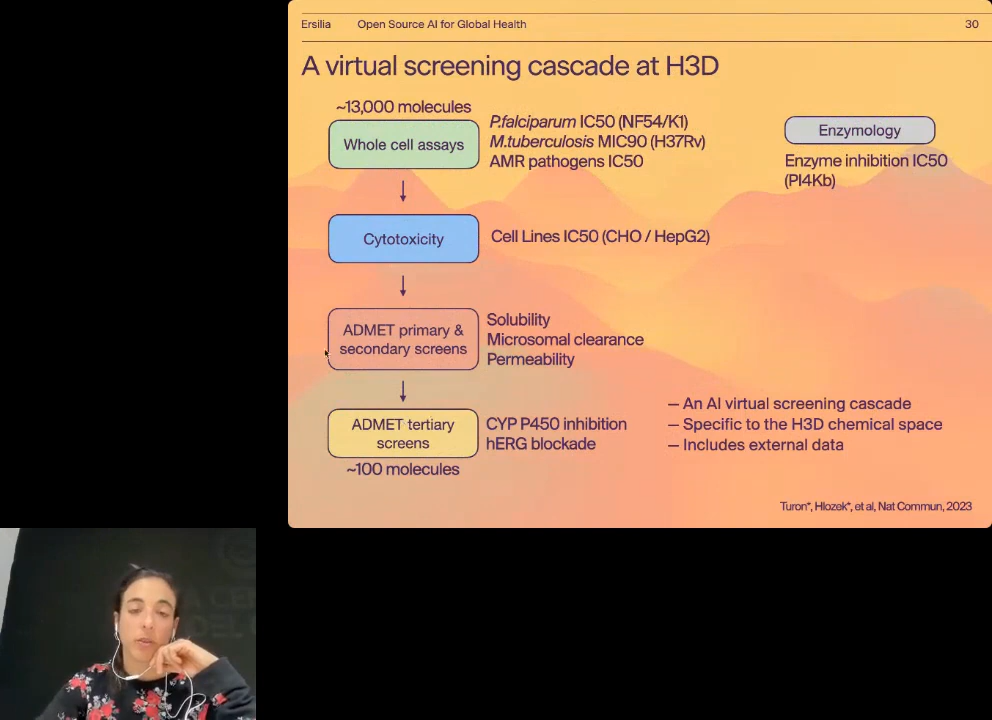 Ersilia Open Source AI for Global Health 30
A virtual screening cascade at H3D
~13,000 molecules
Whole cell assays
P.falciparum IC50 (NF54/K1)
M.tuberculosis MIC90 (H37Rv)
AMR pathogens IC50
Enzymology
Enzyme inhibition IC50
(PI4Kb)
Cytotoxicity
Cell Lines IC50 (CHO / HepG2)
ADMET primary &
secondary screens
Solubility
Microsomal clearance
Permeability
ADMET tertiary
screens
CYP P450 inhibition
hERG blockade
~100 molecules
— An AI virtual screening cascade
— Specific to the H3D chemical space
— Includes external data
Turon*, Hlozek*, et al, Nat Commun, 2023